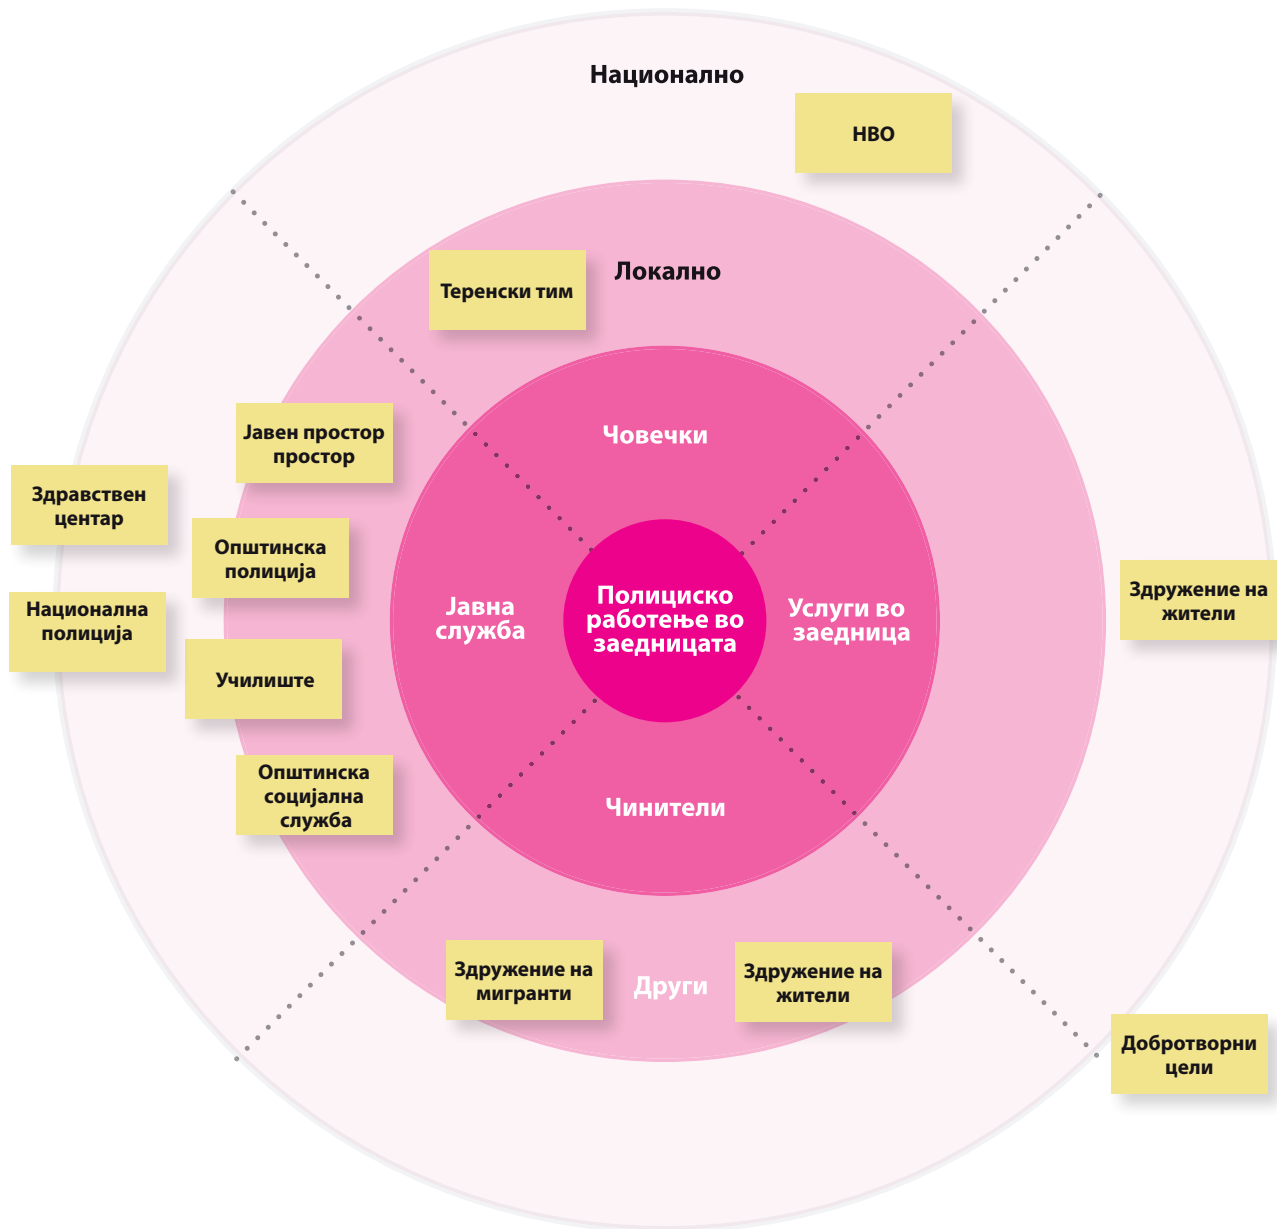 Национално
НВО
Локално
Теренски тим
Јавен простор
простор
Човечки
Здравствен
центар
Општинска
полиција
Национална
полиција
Јавна
служба
Полициско
работење во
заедницата
Услуги во
заедница
Здружение на
жители
Училиште
Општинска
социјална
служба
Чинители
Здружение на
мигранти
Други
Здружение на
жители
Добротворни
цели